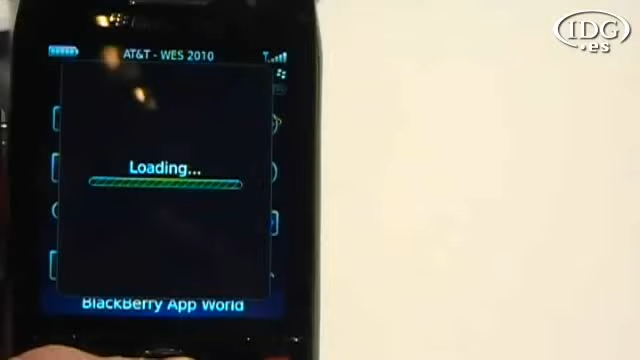 IDG
.es
AT&T - WES 2010
Loading...
BlackBerry App World